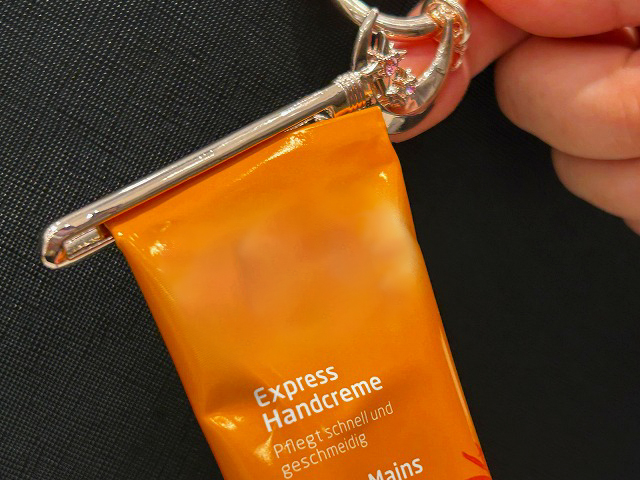 Express
Handcreme
Pflegt schnell und
geschmeidig
Mains